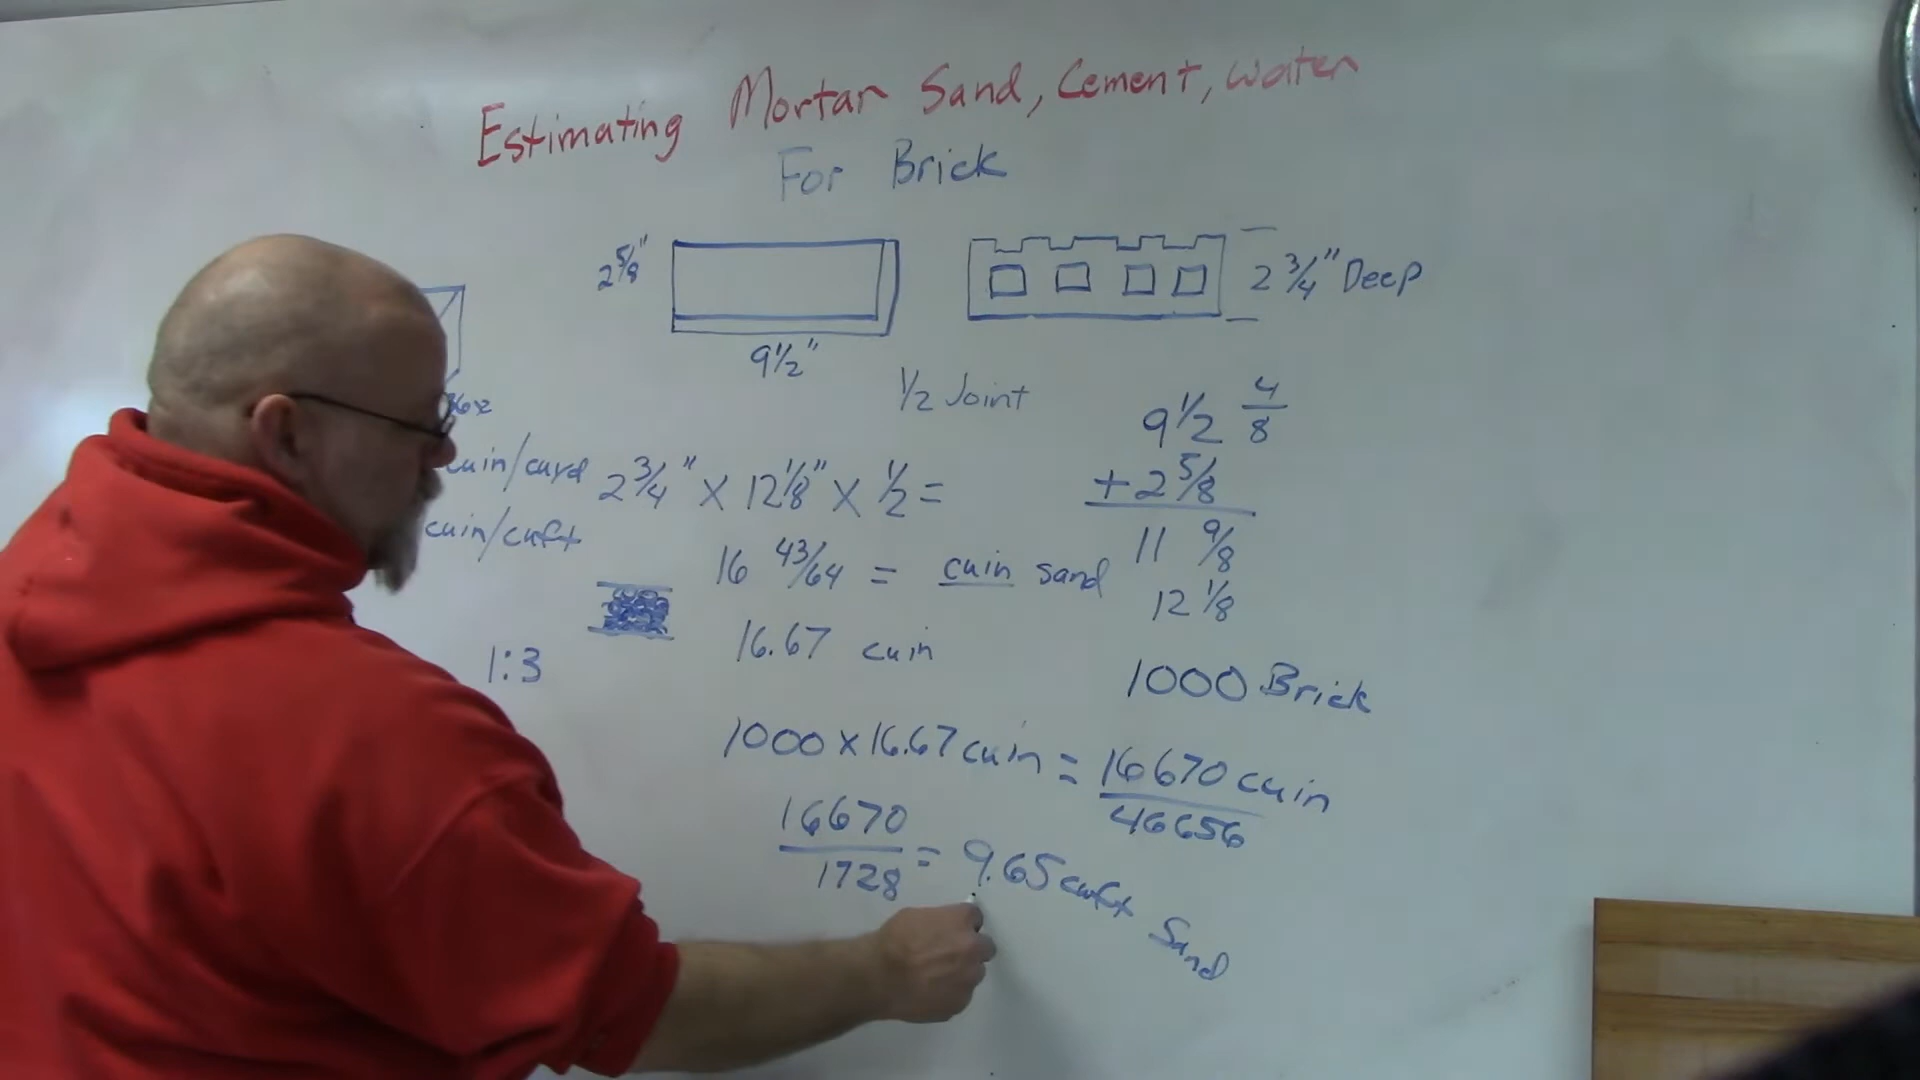 Estimating Mortar Sand, Cement, Water
For Brick
2 5/8"
9 1/2"
2 3/4" Deep
1/2 Joint
9 1/2 4/8
+ 2 5/8
11 9/8
12 1/8
cuin/cuyd
cuin/cuft
1:3
2 3/4" X 12 1/8" X 1/2 =
16 43/64 = cuin sand
16.67 cuin
1000 Brick
1000 x 16.67 cuin = 16670 cuin
46656
16670
1728
= 9.65 cuft Sand